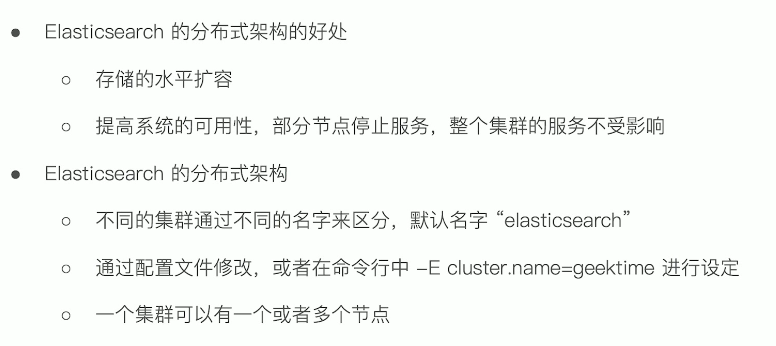 ● Elasticsearch 的分布式架构的好处
○ 存储的水平扩容
○ 提高系统的可用性，部分节点停止服务，整个集群的服务不受影响
● Elasticsearch 的分布式架构
○ 不同的集群通过不同的名字来区分，默认名字 “elasticsearch”
○ 通过配置文件修改，或者在命令行中 -E cluster.name=geektime 进行设定
○ 一个集群可以有一个或者多个节点